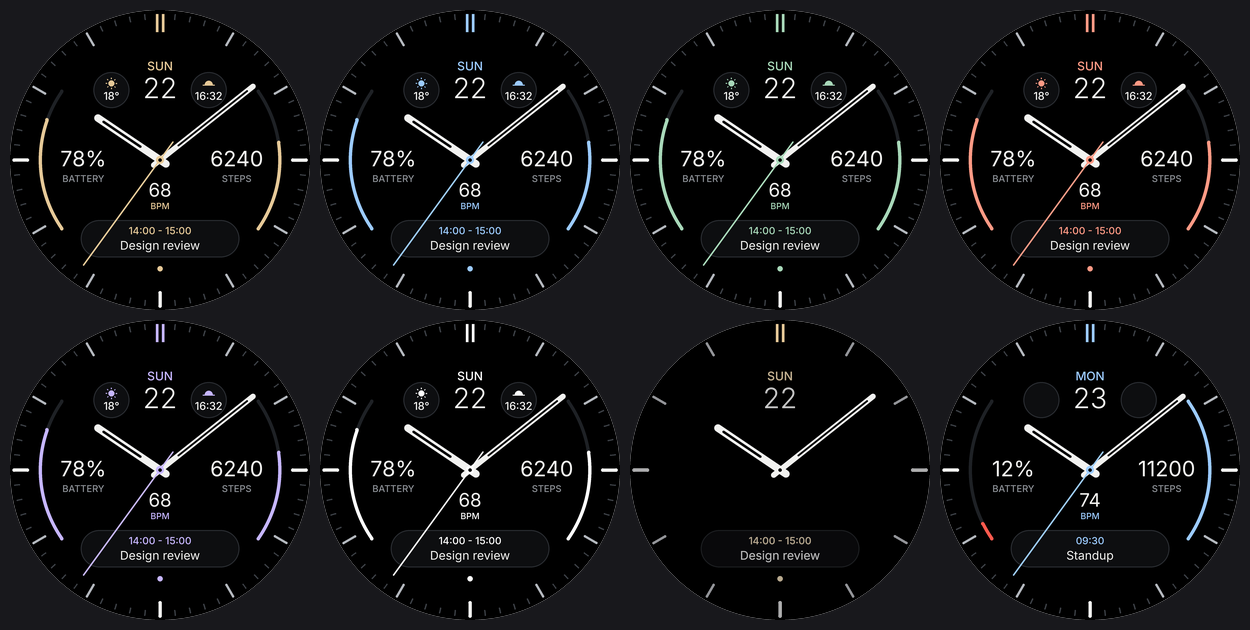 SUN
22
18°
16:32
78%
BATTERY
6240
STEPS
68
BPM
14:00 - 15:00
Design review
SUN
22
18°
16:32
78%
BATTERY
6240
STEPS
68
BPM
14:00 - 15:00
Design review
SUN
22
18°
16:32
78%
BATTERY
6240
STEPS
68
BPM
14:00 - 15:00
Design review
SUN
22
18°
16:32
78%
BATTERY
6240
STEPS
68
BPM
14:00 - 15:00
Design review
SUN
22
18°
16:32
78%
BATTERY
6240
STEPS
68
BPM
14:00 - 15:00
Design review
SUN
22
18°
16:32
78%
BATTERY
6240
STEPS
68
BPM
14:00 - 15:00
Design review
SUN
22
14:00 - 15:00
Design review
MON
23
12%
BATTERY
11200
STEPS
74
BPM
09:30
Standup